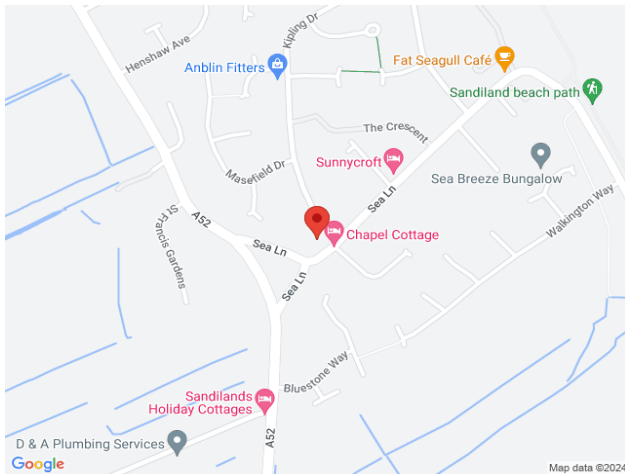 Kipling Dr
Henshaw Ave
Anblin Fitters
Fat Seagull Café
Sandiland beach path
The Crescent
Sunnycroft
Masefield Dr
Sea Breeze Bungalow
Sea Ln
Walkington Way
St Francis Gardens
A52
Chapel Cottage
Sea Ln
Sea Ln
Bluestone Way
Sandilands
Holiday Cottages
A52
D & A Plumbing Services
Google
Map data ©2024